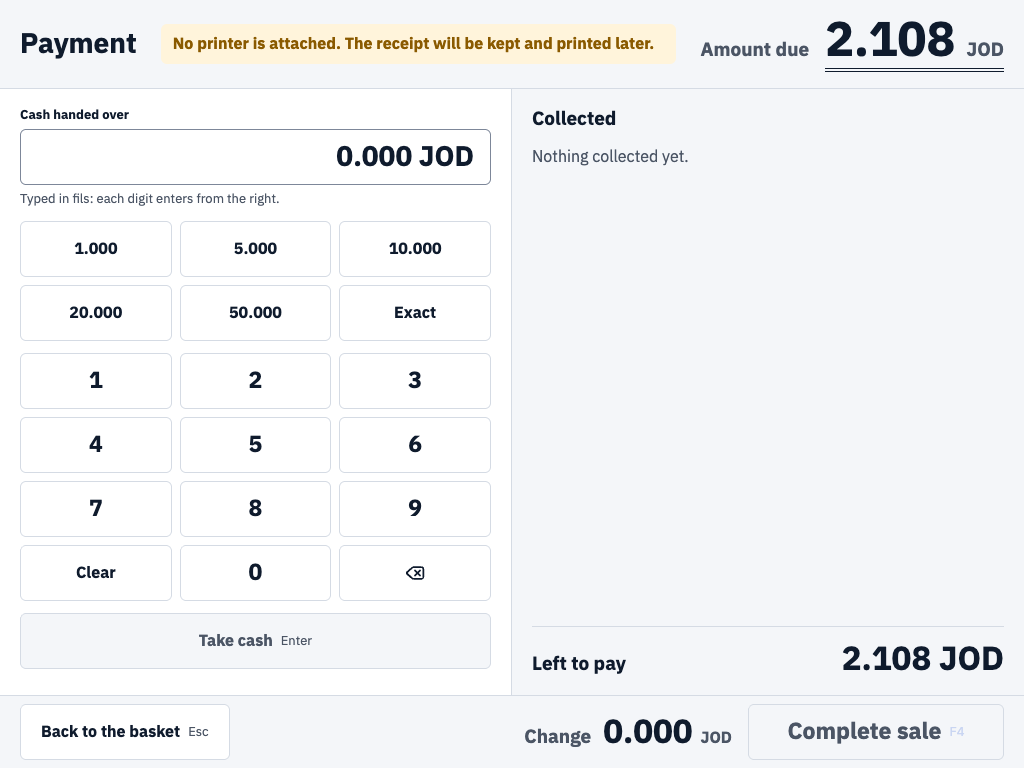 Payment
No printer is attached. The receipt will be kept and printed later.
Amount due 2.108 JOD
Cash handed over
0.000 JOD
Typed in fils: each digit enters from the right.
1.000 5.000 10.000
20.000 50.000 Exact
1 2 3
4 5 6
7 8 9
Clear 0
Take cash Enter
Collected
Nothing collected yet.
Left to pay 2.108 JOD
Back to the basket Esc
Change 0.000 JOD
Complete sale F4